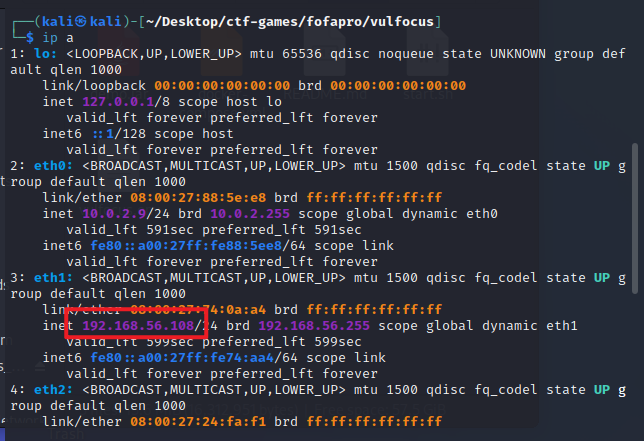 ┌──(kali㉿kali)-[~/Desktop/ctf-games/fofapro/vulfocus]
└─$ ip a
1: lo: <LOOPBACK,UP,LOWER_UP> mtu 65536 qdisc noqueue state UNKNOWN group def
ault qlen 1000
link/loopback 00:00:00:00:00:00 brd 00:00:00:00:00:00
inet 127.0.0.1/8 scope host lo
valid_lft forever preferred_lft forever
inet6 ::1/128 scope host
valid_lft forever preferred_lft forever
2: eth0: <BROADCAST,MULTICAST,UP,LOWER_UP> mtu 1500 qdisc fq_codel state UP g
roup default qlen 1000
link/ether 08:00:27:88:5e:e8 brd ff:ff:ff:ff:ff:ff
inet 10.0.2.9/24 brd 10.0.2.255 scope global dynamic eth0
valid_lft 591sec preferred_lft 591sec
inet6 fe80::a00:27ff:fe88:5ee8/64 scope link
valid_lft forever preferred_lft forever
3: eth1: <BROADCAST,MULTICAST,UP,LOWER_UP> mtu 1500 qdisc fq_codel state UP g
roup default qlen 1000
link/ether 08:00:27:74:0a:a4 brd ff:ff:ff:ff:ff:ff
inet 192.168.56.108/24 brd 192.168.56.255 scope global dynamic eth1
valid_lft 599sec preferred_lft 599sec
inet6 fe80::a00:27ff:fe74:aa4/64 scope link
valid_lft forever preferred_lft forever
4: eth2: <BROADCAST,MULTICAST,UP,LOWER_UP> mtu 1500 qdisc fq_codel state UP g
roup default qlen 1000
link/ether 08:00:27:24:fa:f1 brd ff:ff:ff:ff:ff:ff